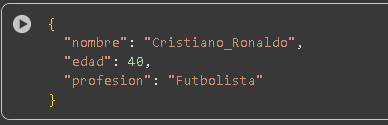 {
"nombre": "Cristiano_Ronaldo",
"edad": 40,
"profesion": "Futbolista"
}